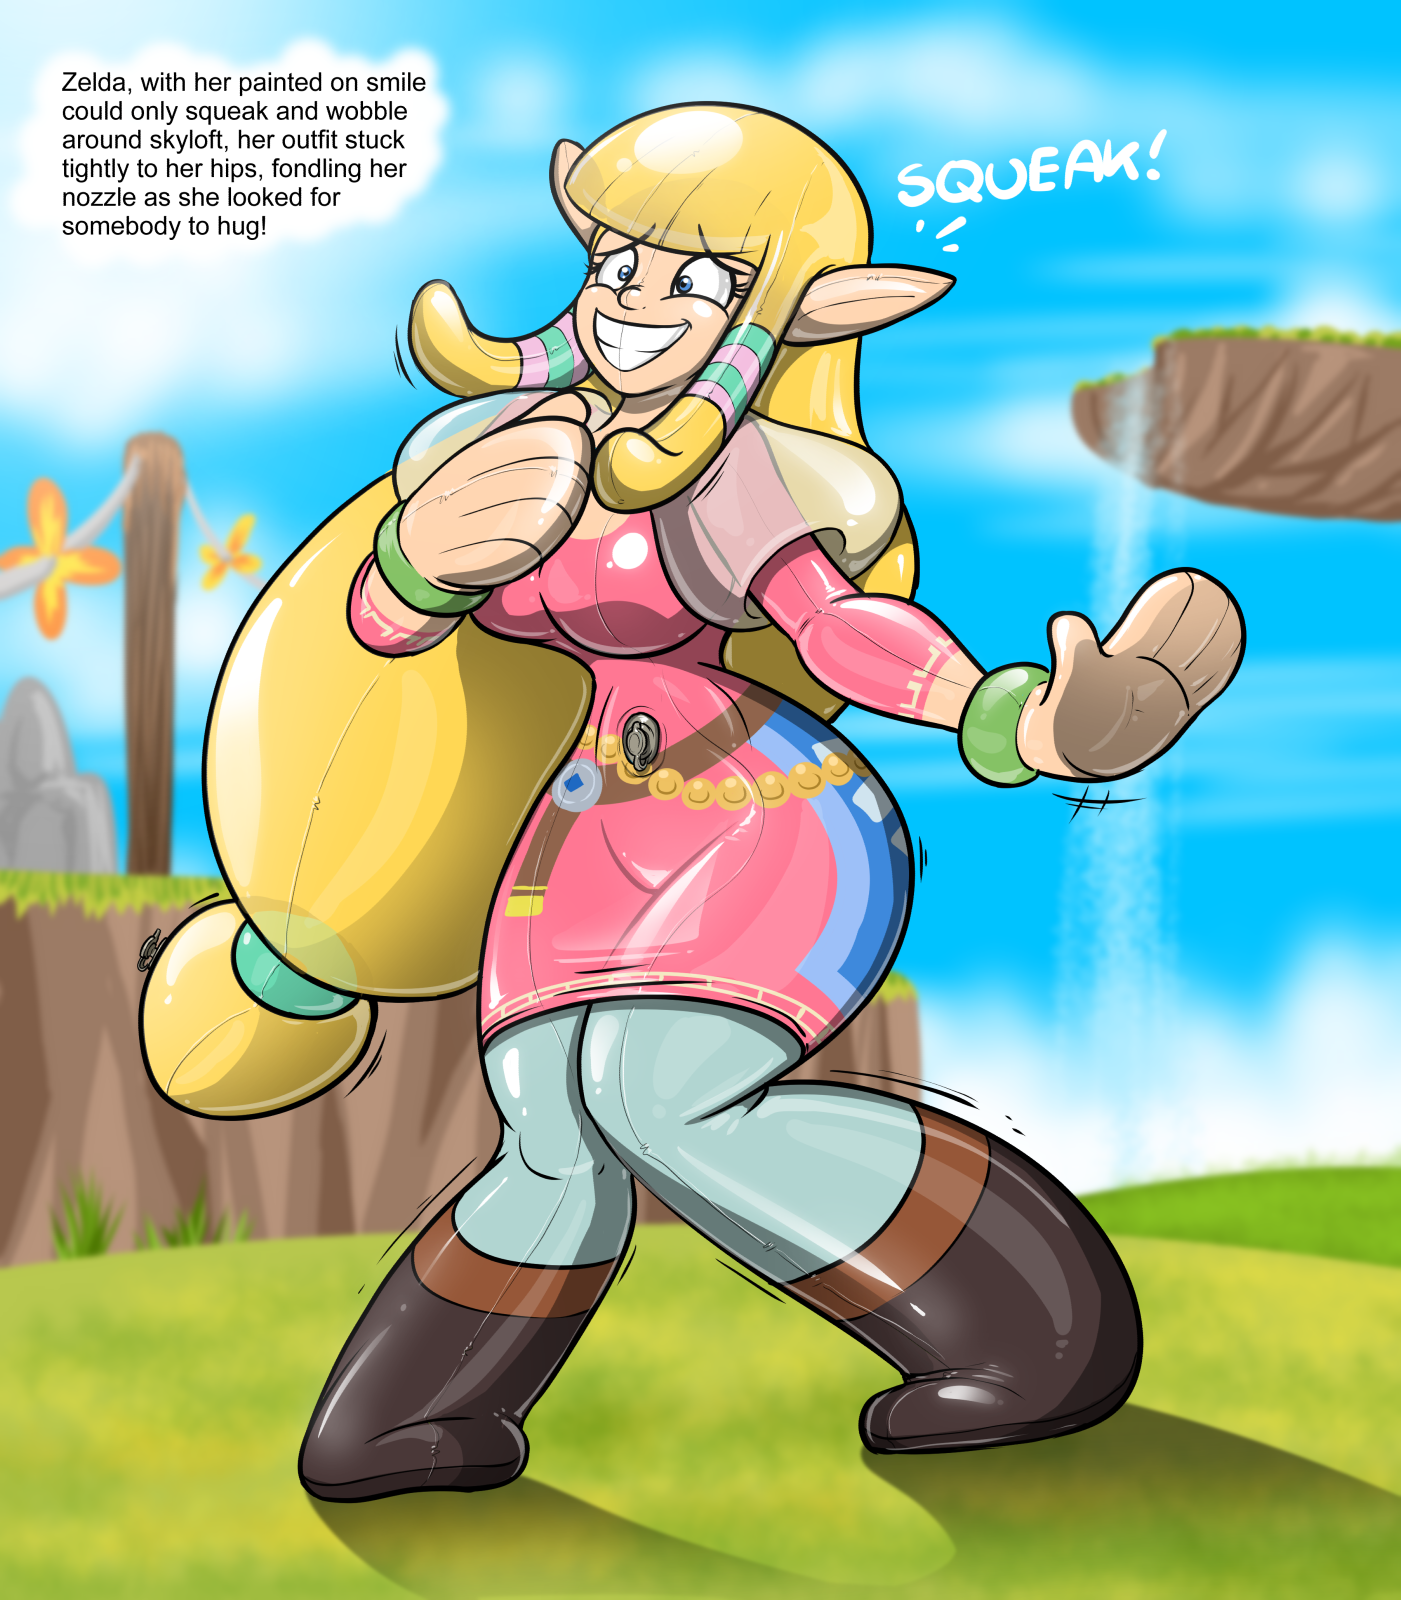 Zelda, with her painted on smile
could only squeak and wobble
around skyloft, her outfit stuck
tightly to her hips, fondling her
nozzle as she looked for
somebody to hug!
SQUEAK!